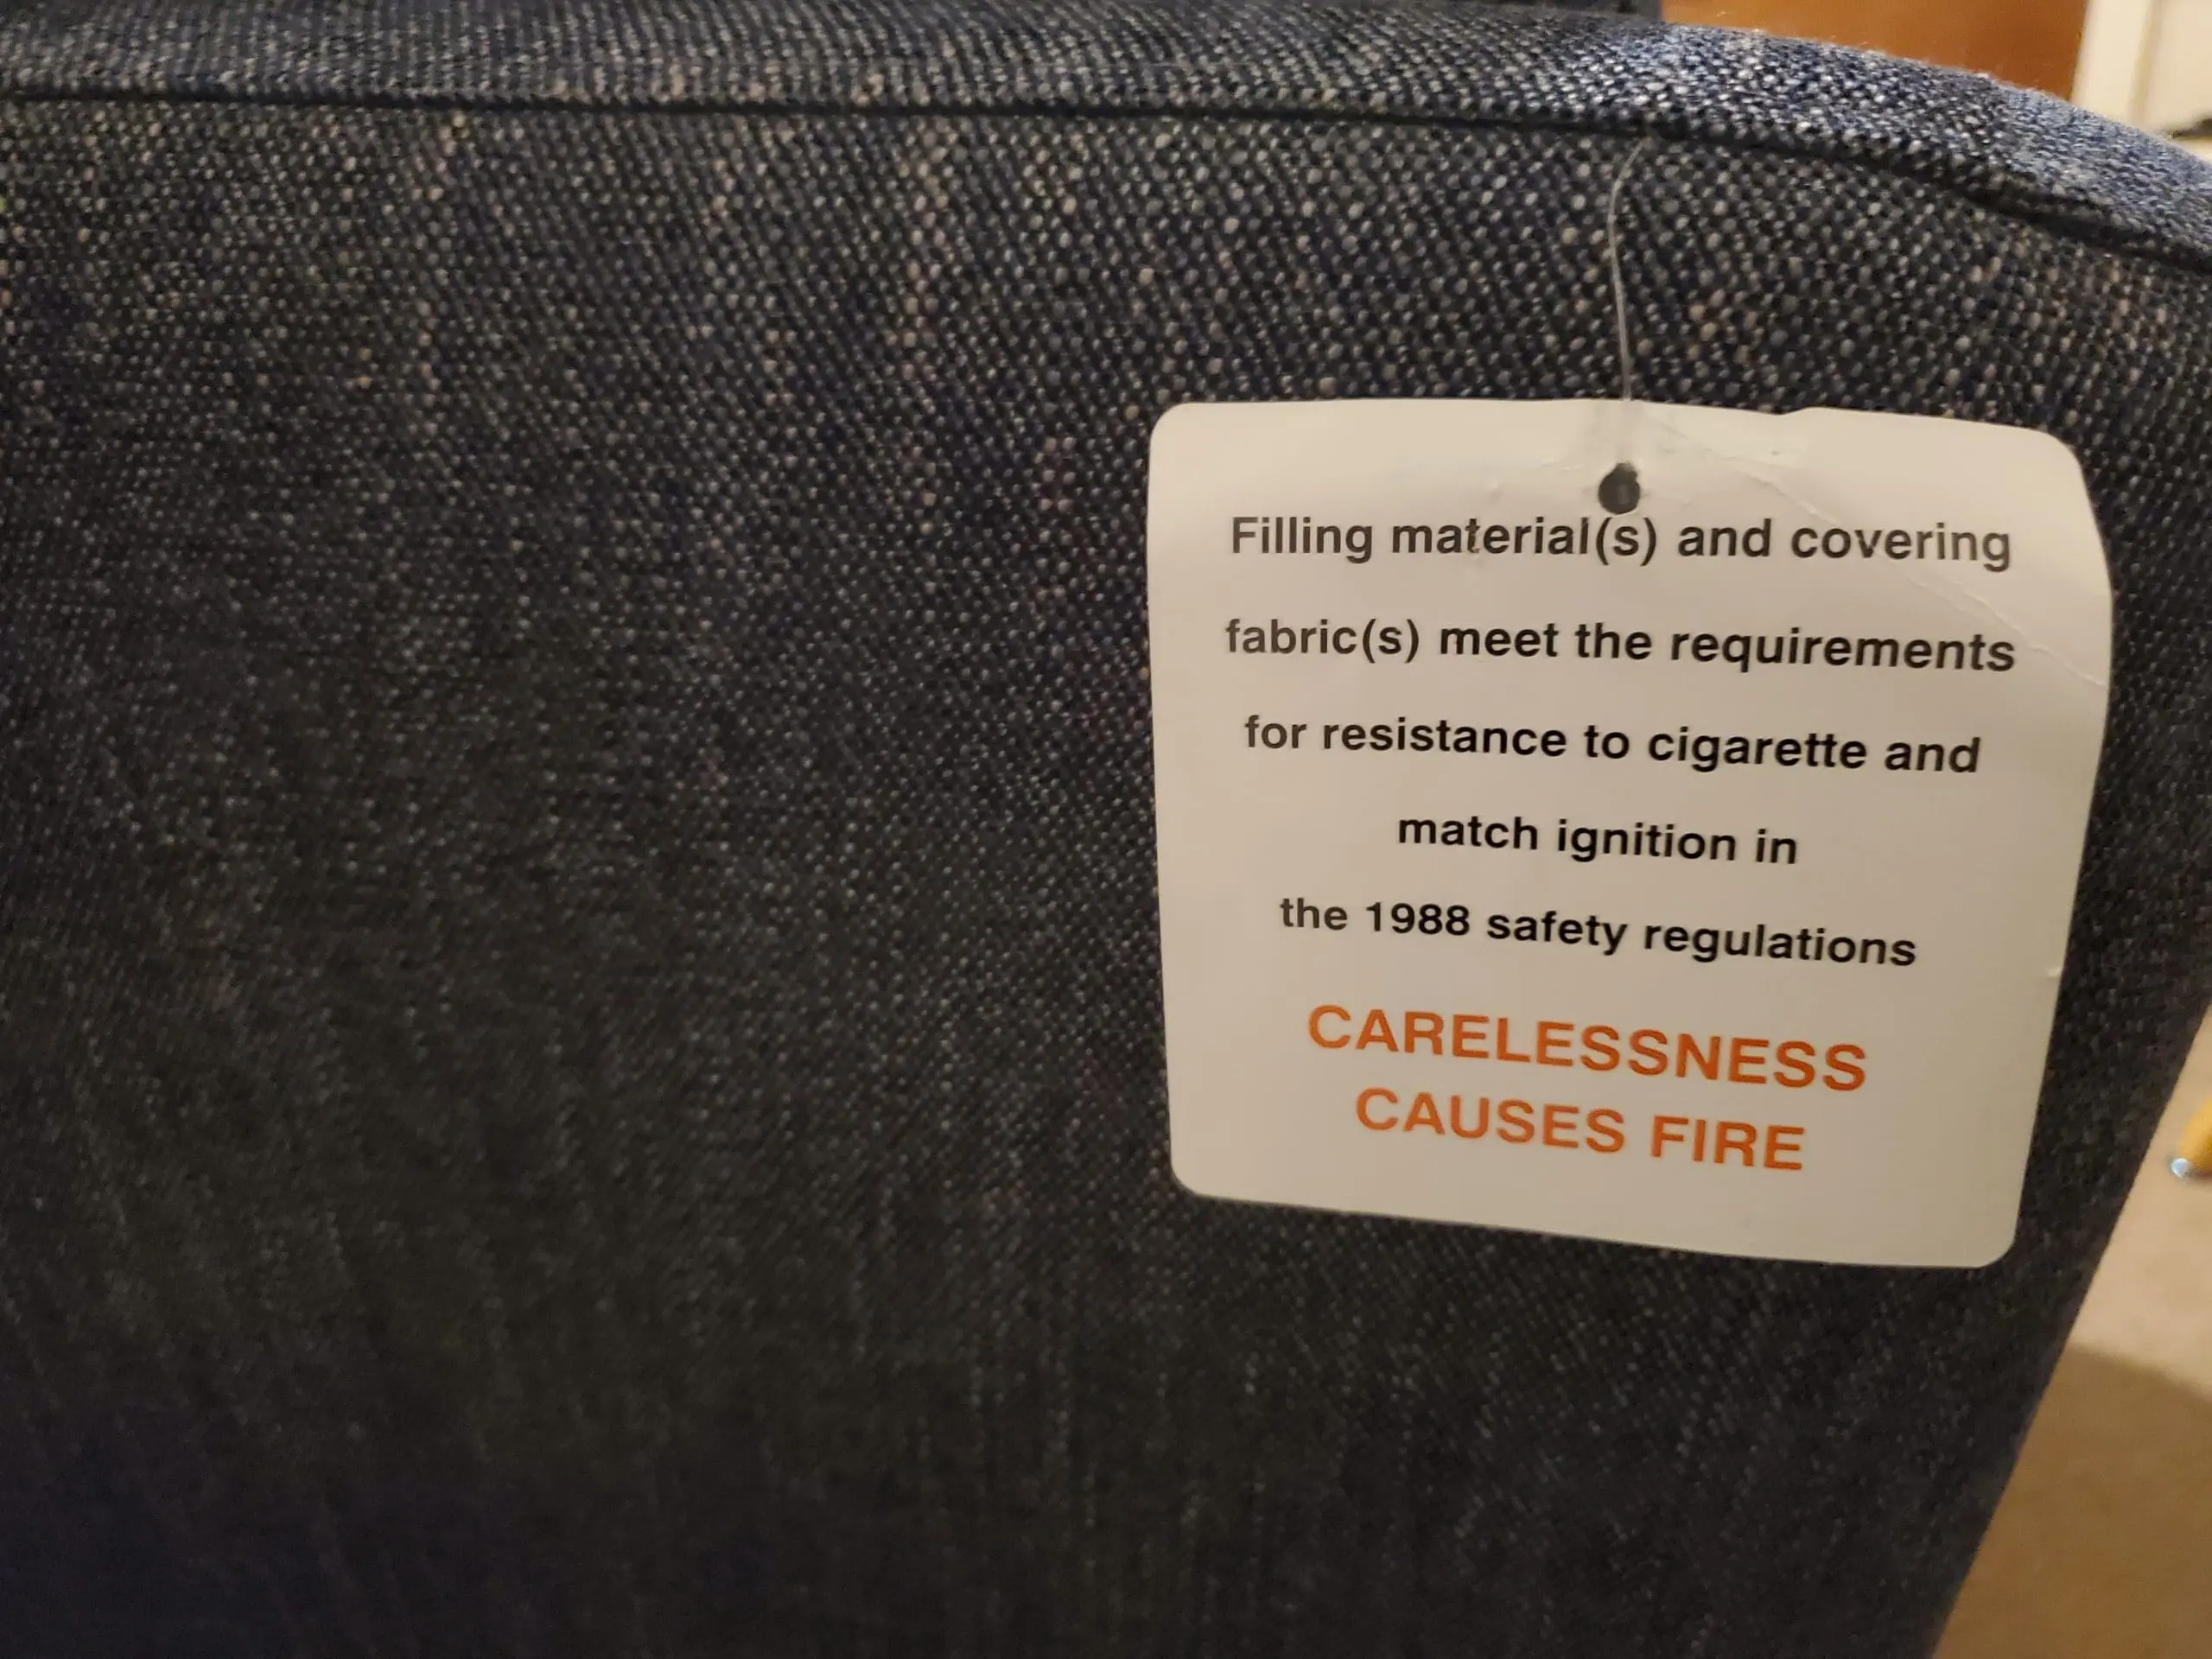 Filling material(s) and covering
fabric(s) meet the requirements
for resistance to cigarette and
match ignition in
the 1988 safety regulations
CARELESSNESS
CAUSES FIRE